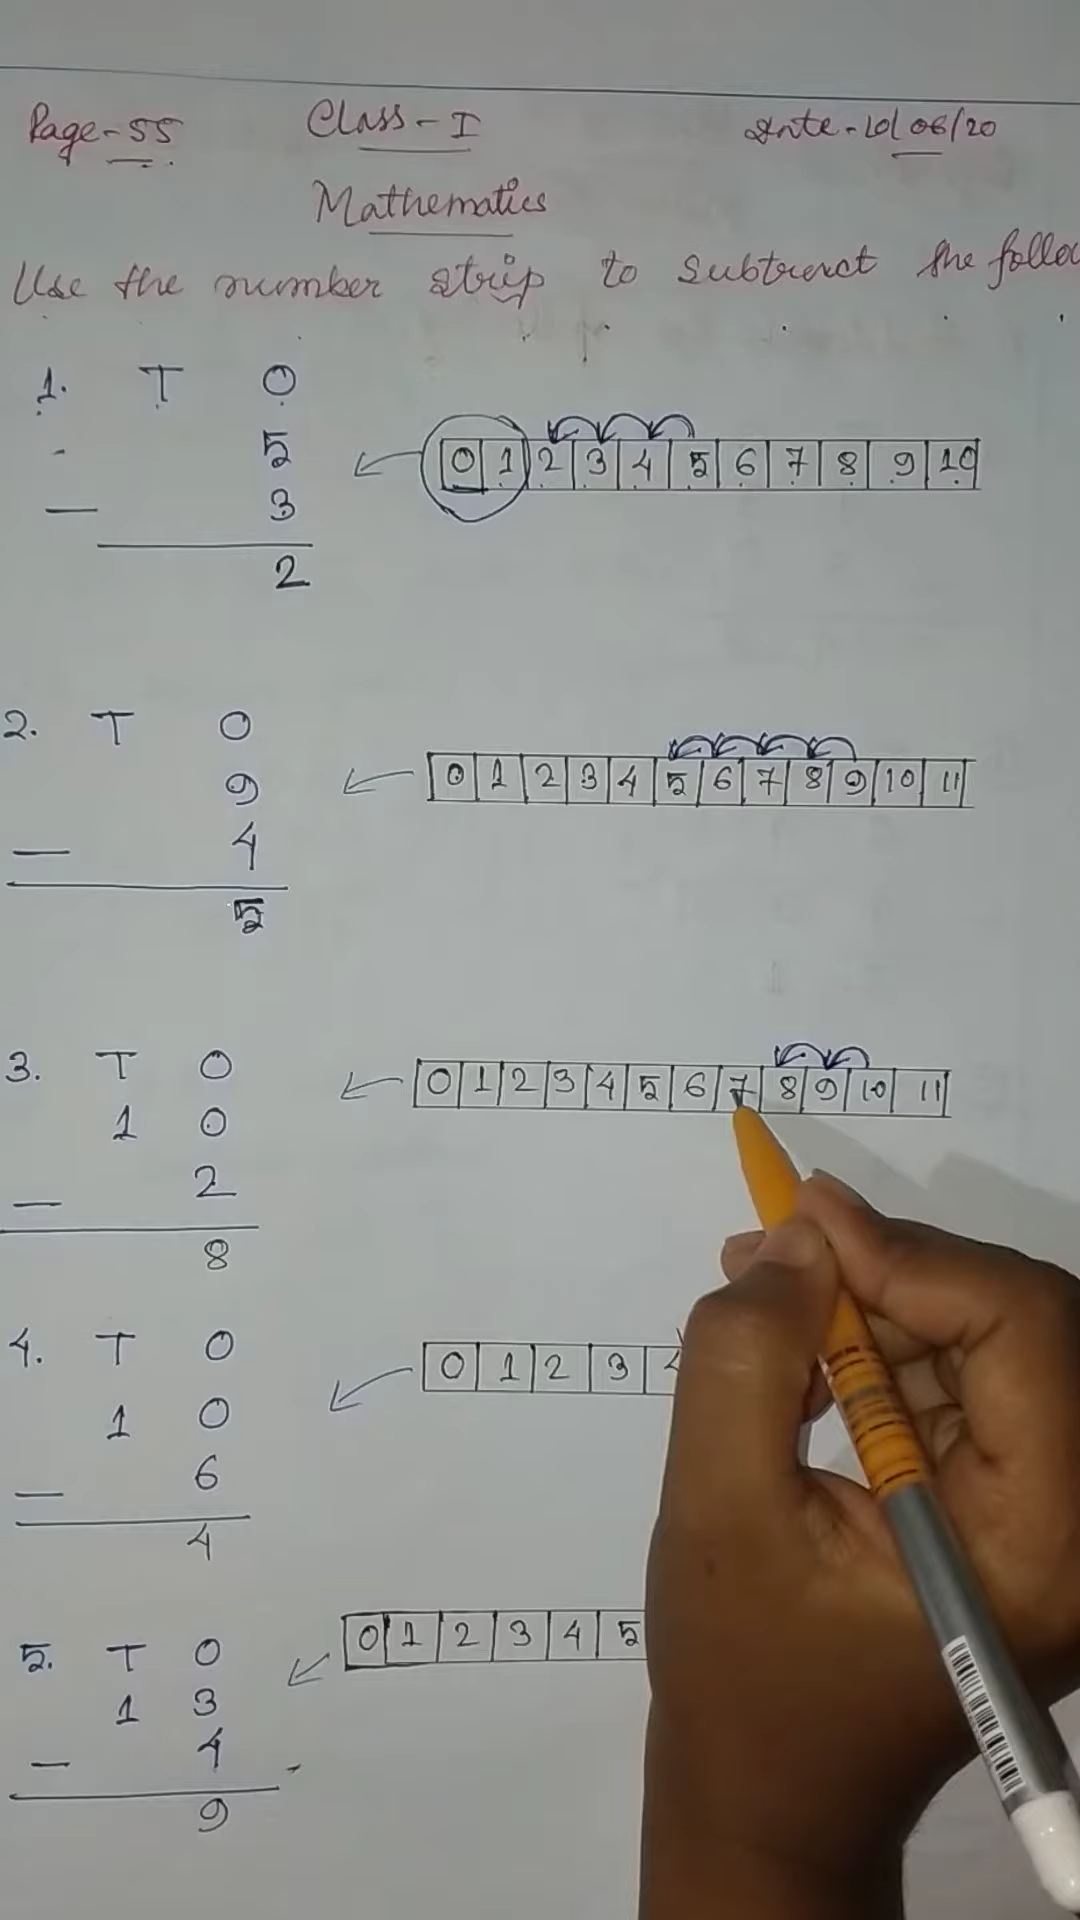 Page-55 Class-I Date-10/06/20
Mathematics
Use the number strip to subtract the follo
1. T O
5
0 1 2 3 4 5 6 7 8 9 10
— 3
2
2. T O
9
0 1 2 3 4 5 6 7 8 9 10 11
— 4
5
3. T O
0 1 2 3 4 5 6 7 8 9 10 11
1 0
— 2
8
4. T O
0 1 2 3 4
1 0
— 6
4
0 1 2 3 4 5
5. T O
1 3
— 4
9